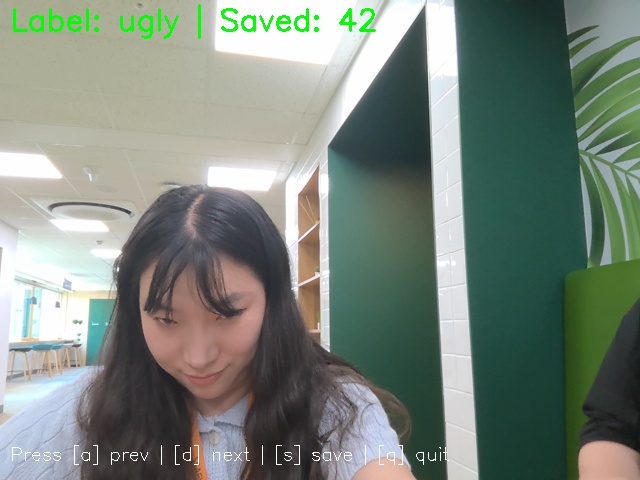 Label: ugly | Saved: 42
Press [a] prev | [d] next | [s] save | [q] quit